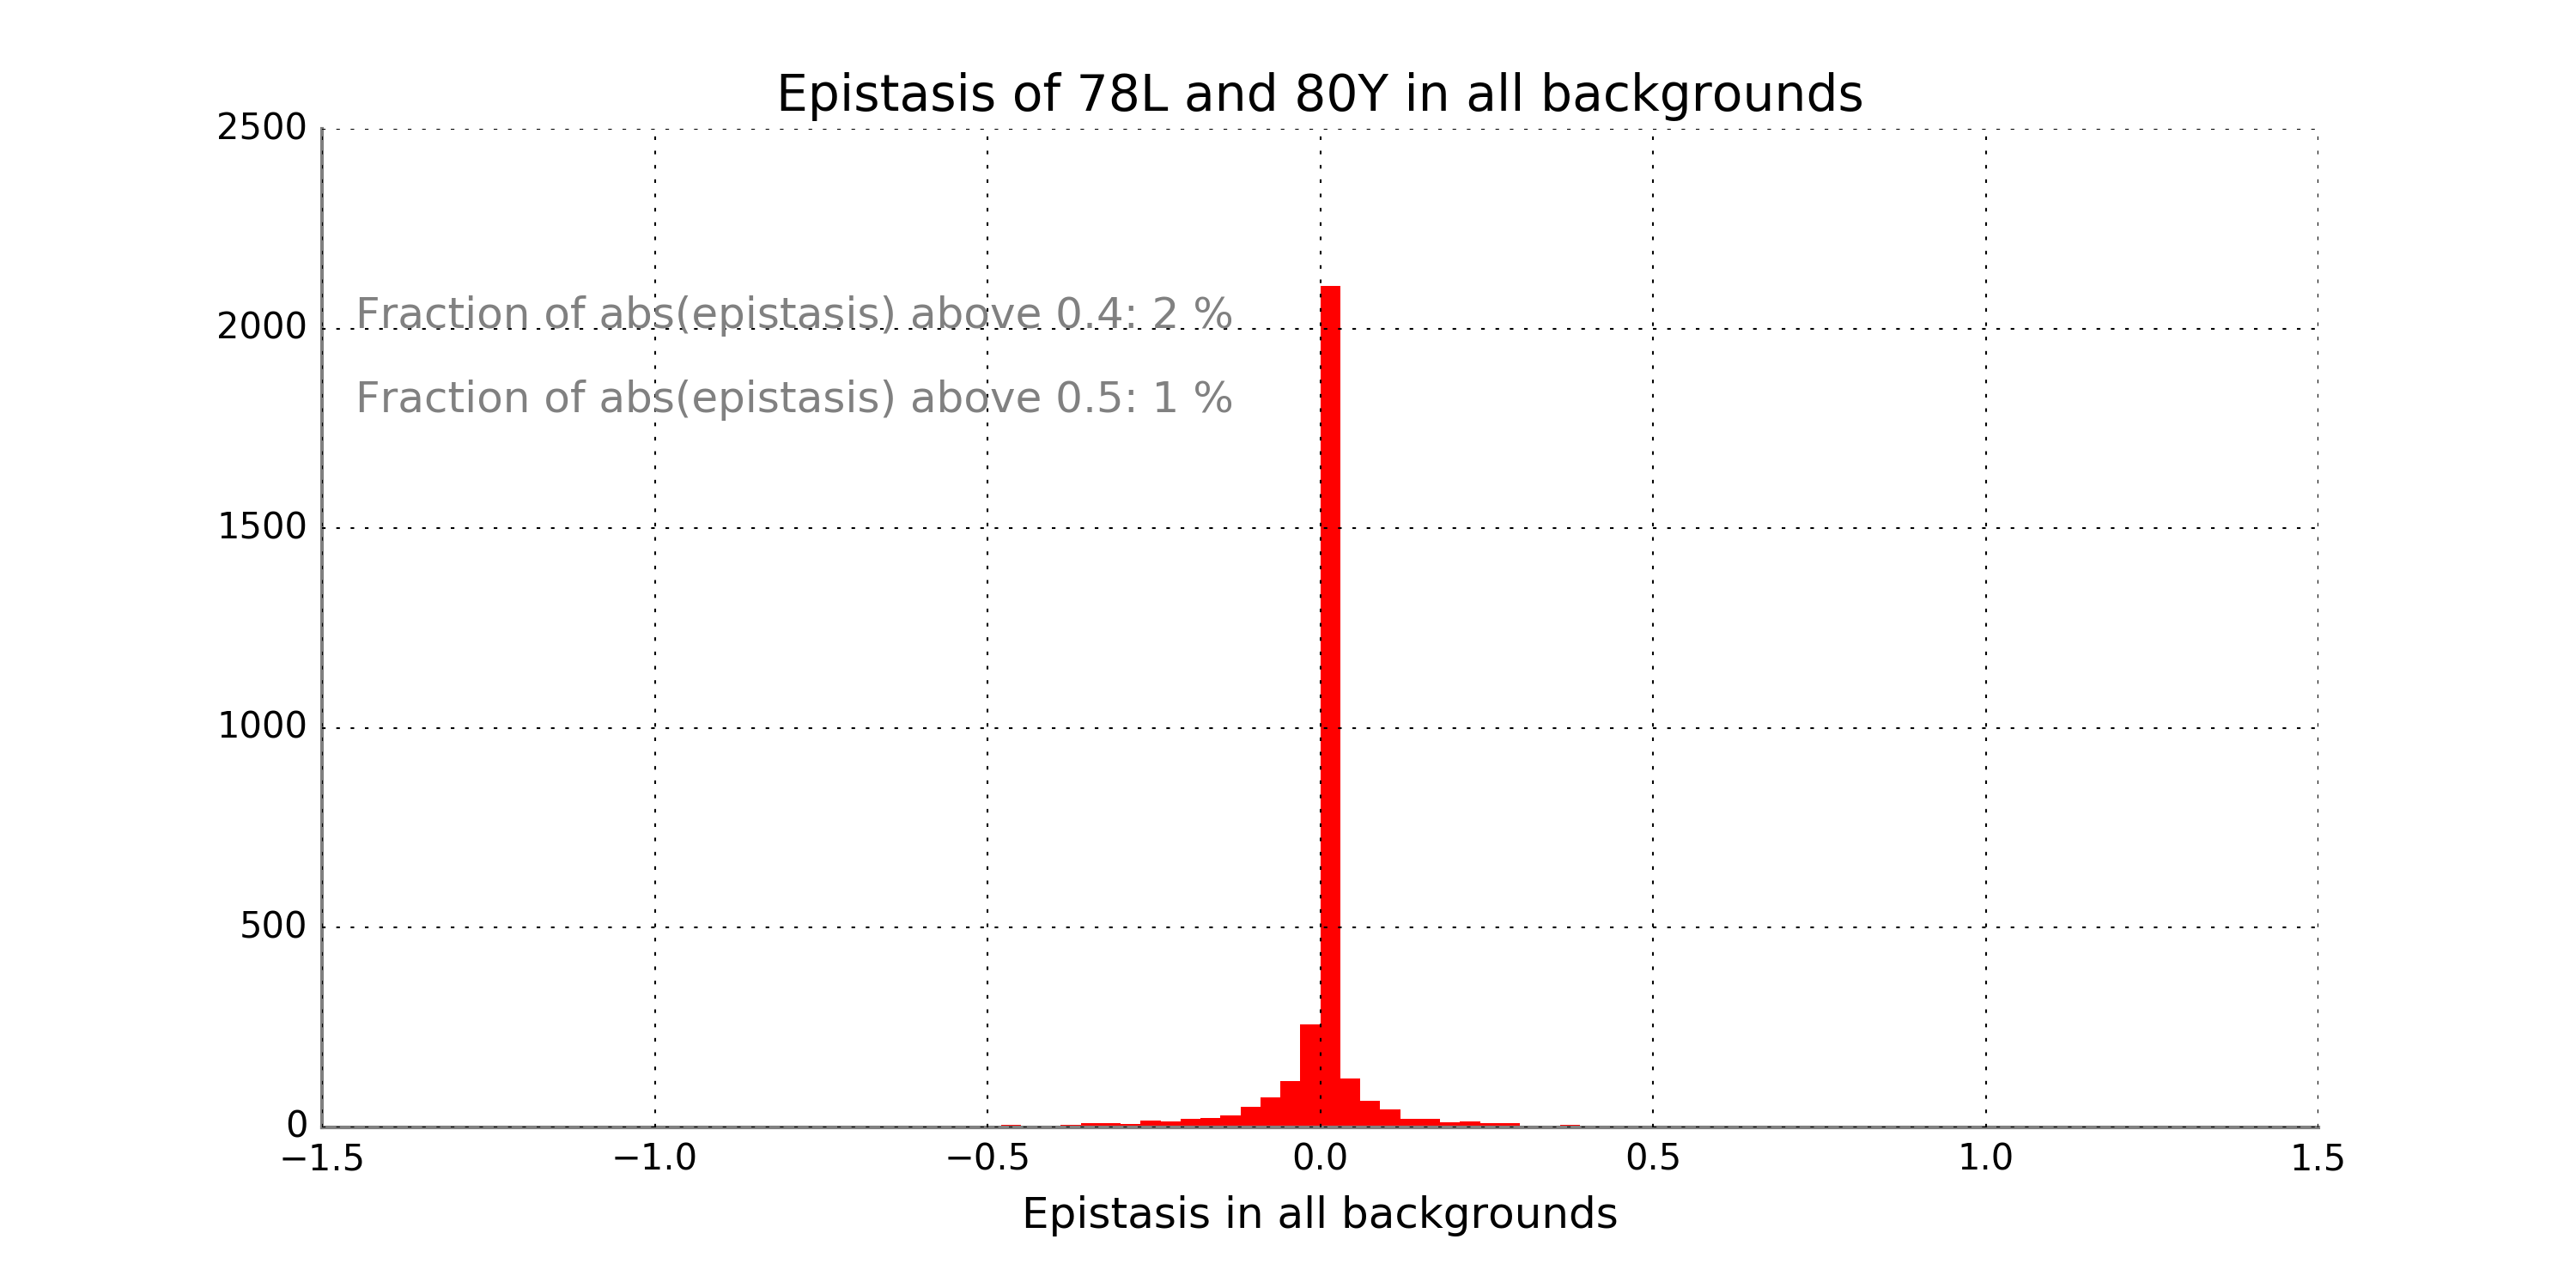 Epistasis of 78L and 80Y in all backgrounds
2500
2000
1500
1000
500
0
Fraction of abs(epistasis) above 0.4: 2 %
Fraction of abs(epistasis) above 0.5: 1 %
−1.5 −1.0 −0.5 0.0 0.5 1.0 1.5
Epistasis in all backgrounds